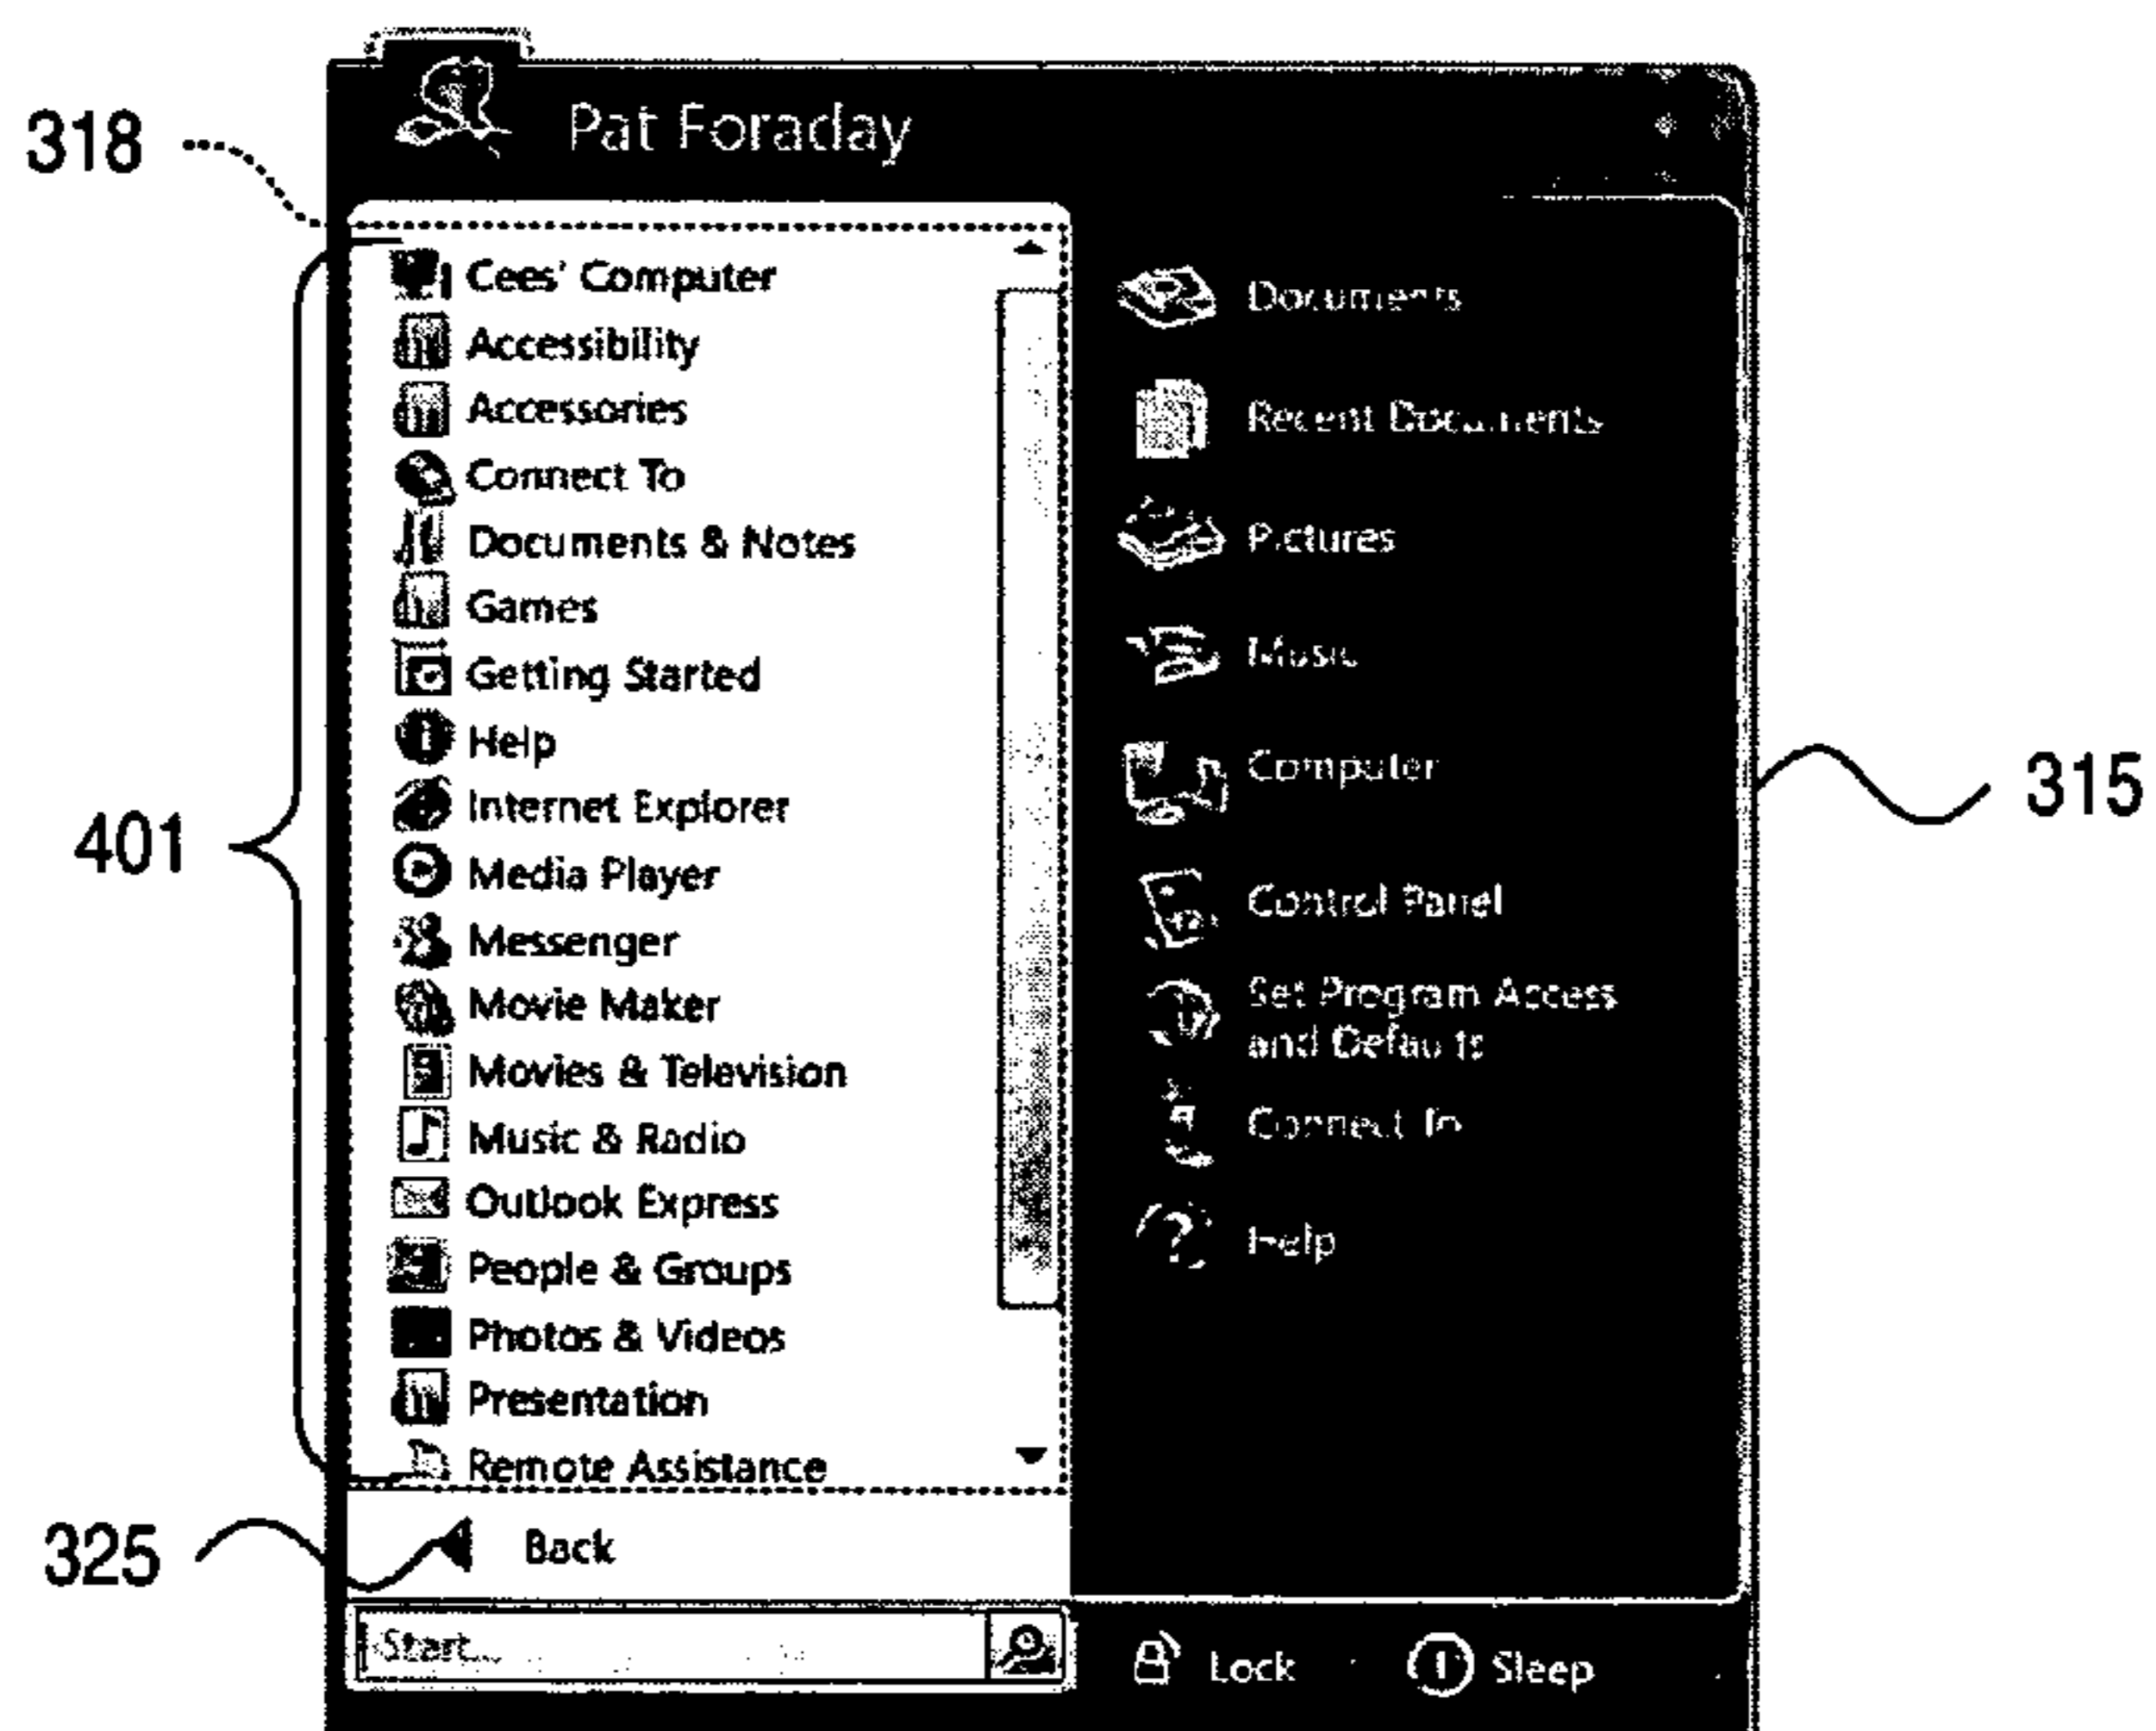 318
Pat Foraday
Cees' Computer
Accessibility
Accessories
Connect To
Documents & Notes
Games
Getting Started
Help
Internet Explorer
Media Player
Messenger
Movie Maker
Movies & Television
Music & Radio
Outlook Express
People & Groups
Photos & Videos
Presentation
Remote Assistance
401
325
Back
Start...
Documents
Recent Documents
Pictures
Music
Computer
Control Panel
Set Program Access
and Defaults
Connect To
Help
315
Lock
Sleep